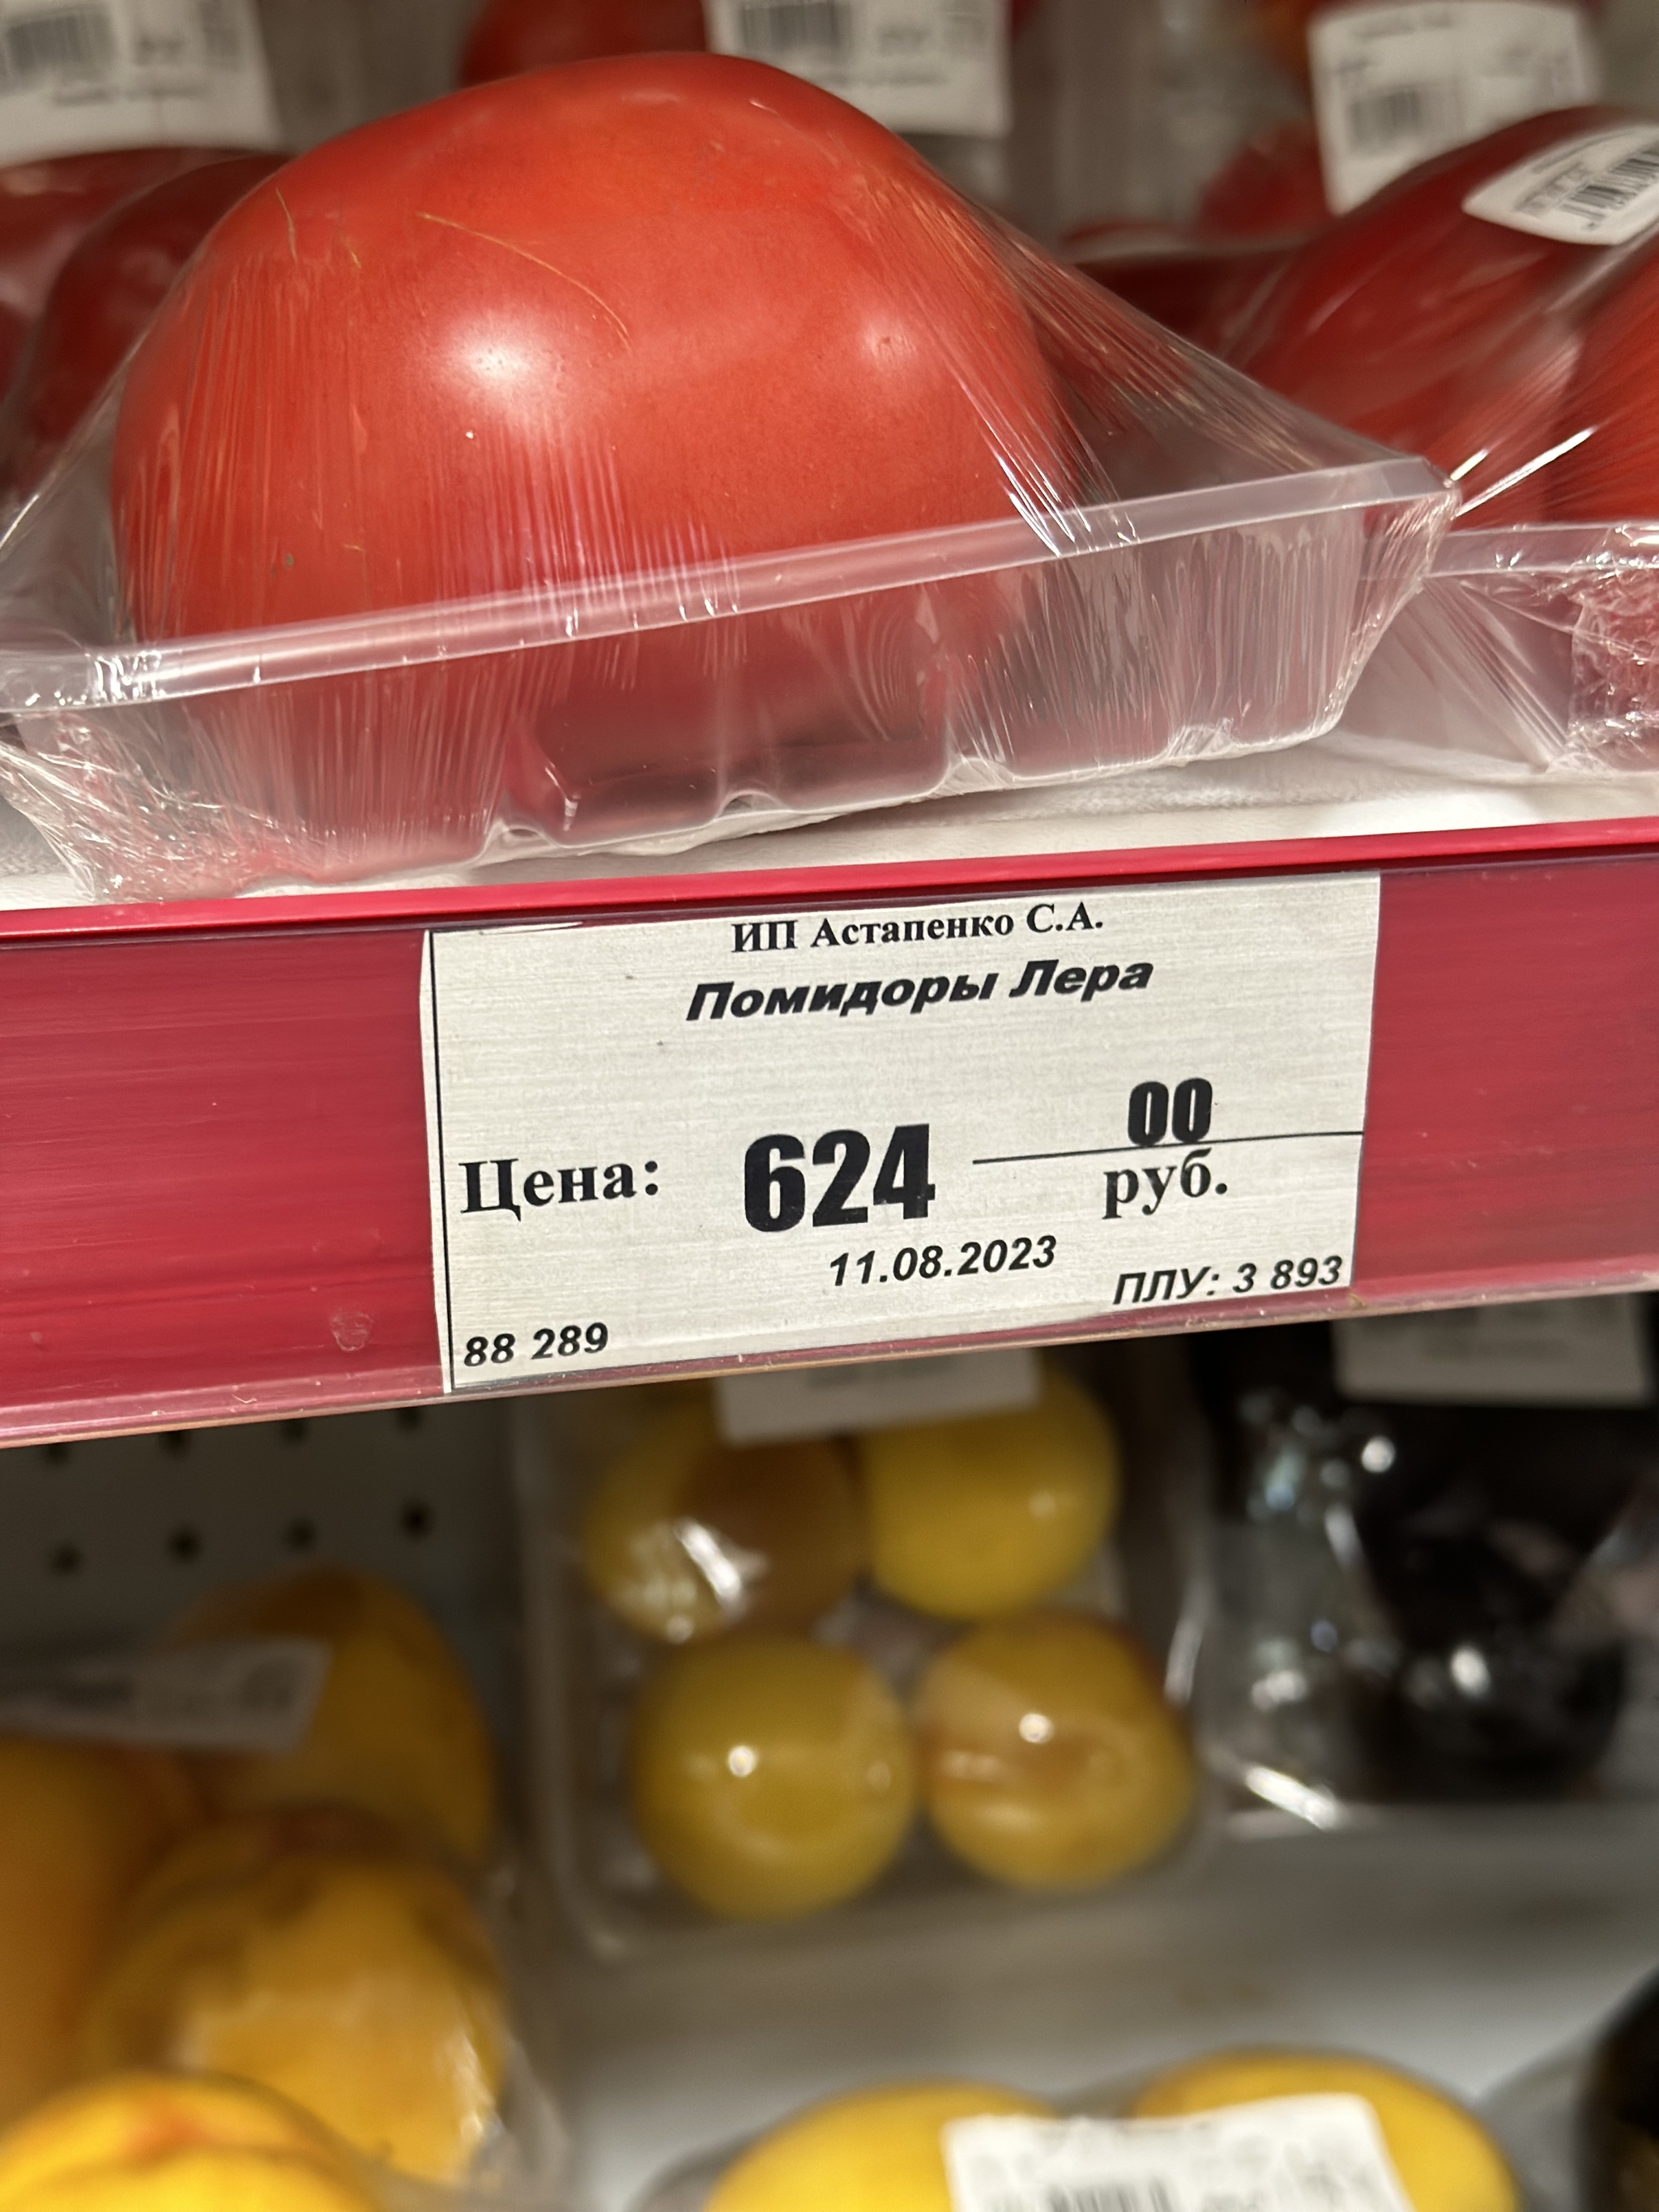 ИП Астапенко С.А.
Помидоры Лера
Цена: 624 00
руб.
11.08.2023
ПЛУ: 3 893
88 289